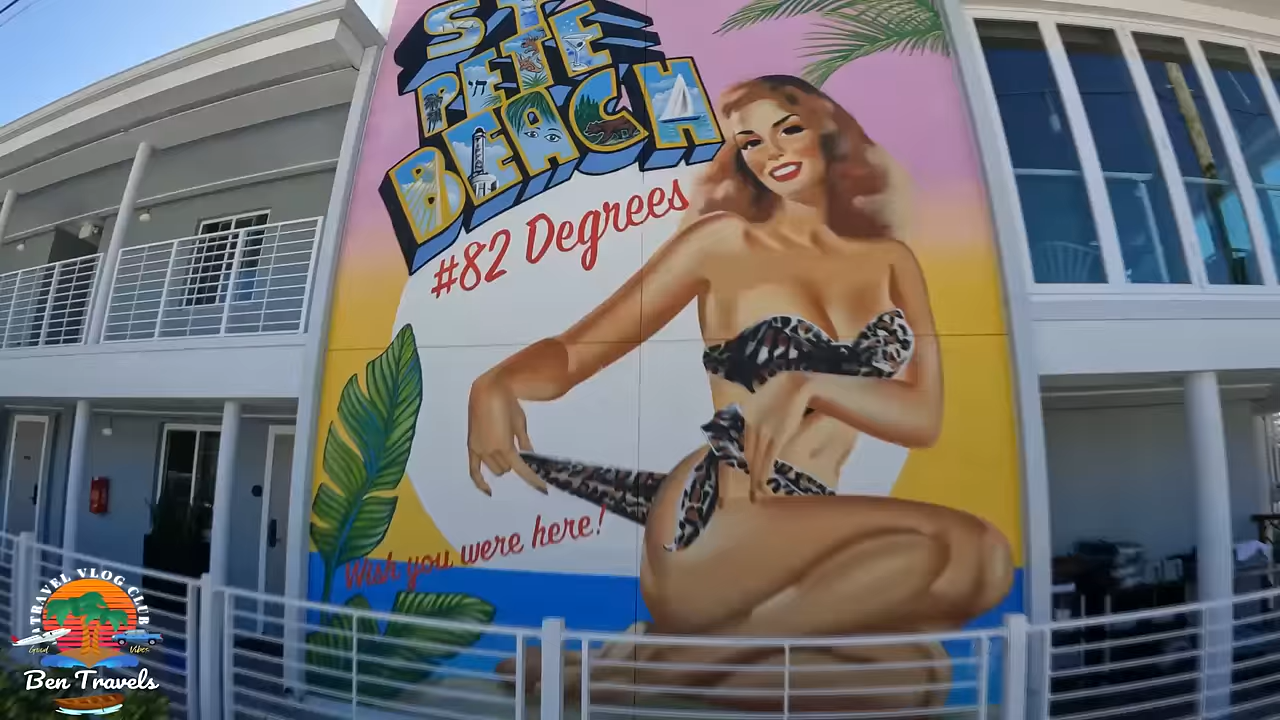 ST
PETE
BEACH
#82 Degrees
Wish you were here!
TRAVEL VLOG CLUB
Good Vibes
Ben Travels